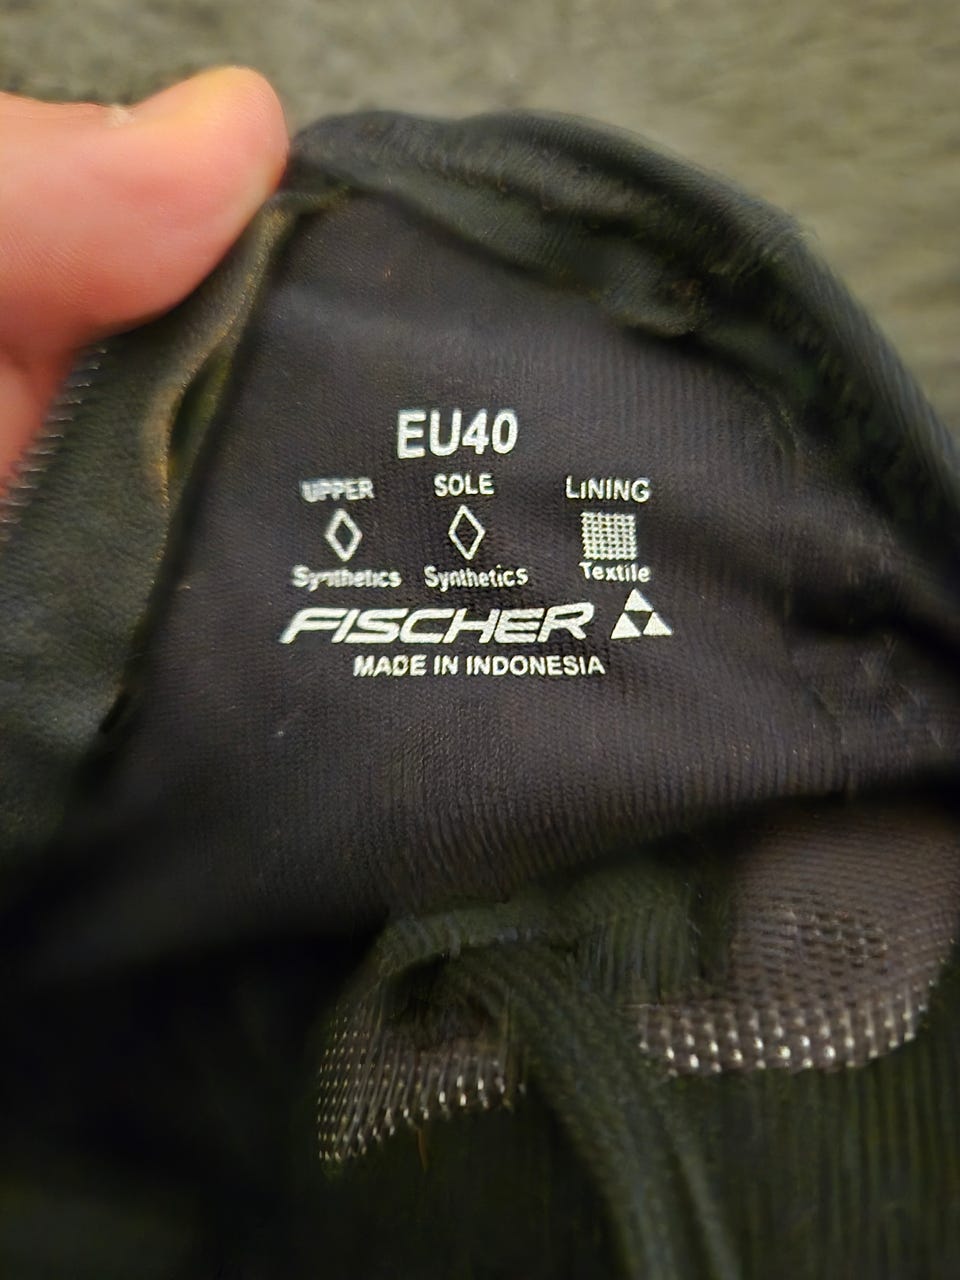 EU40
UPPER SOLE LINING
Synthetics Synthetics Textile
FISCHER
MADE IN INDONESIA